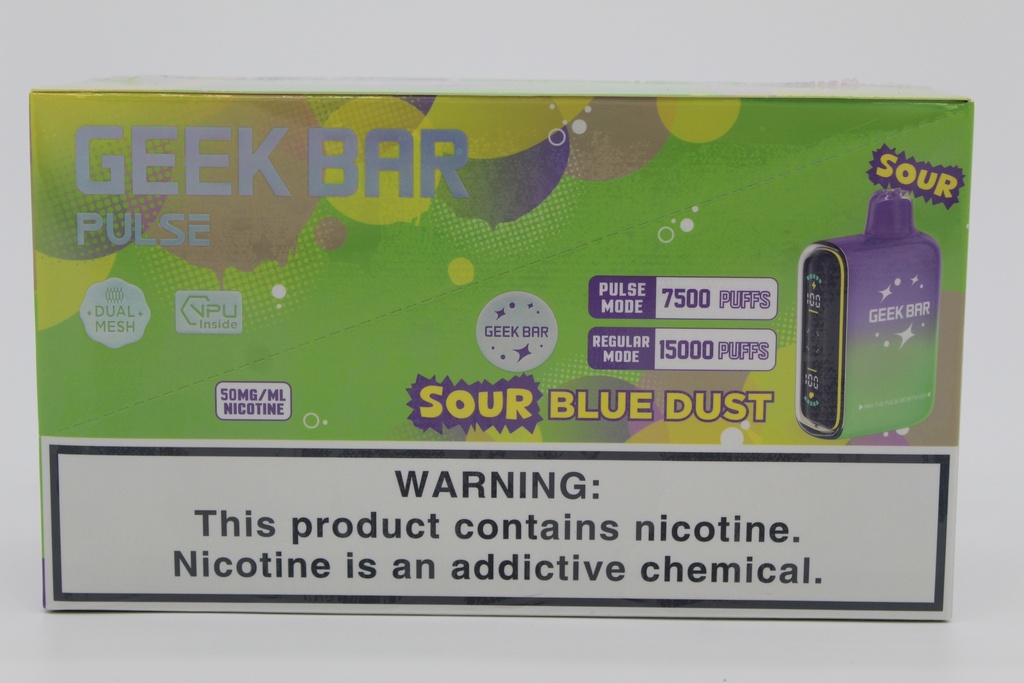 GEEK BAR
PULSE
SOUR
DUAL
MESH
VPU
Inside
GEEK BAR
PULSE
MODE
7500 PUFFS
REGULAR
MODE
15000 PUFFS
GEEK BAR
50MG/ML
NICOTINE
SOUR BLUE DUST
WARNING:
This product contains nicotine.
Nicotine is an addictive chemical.